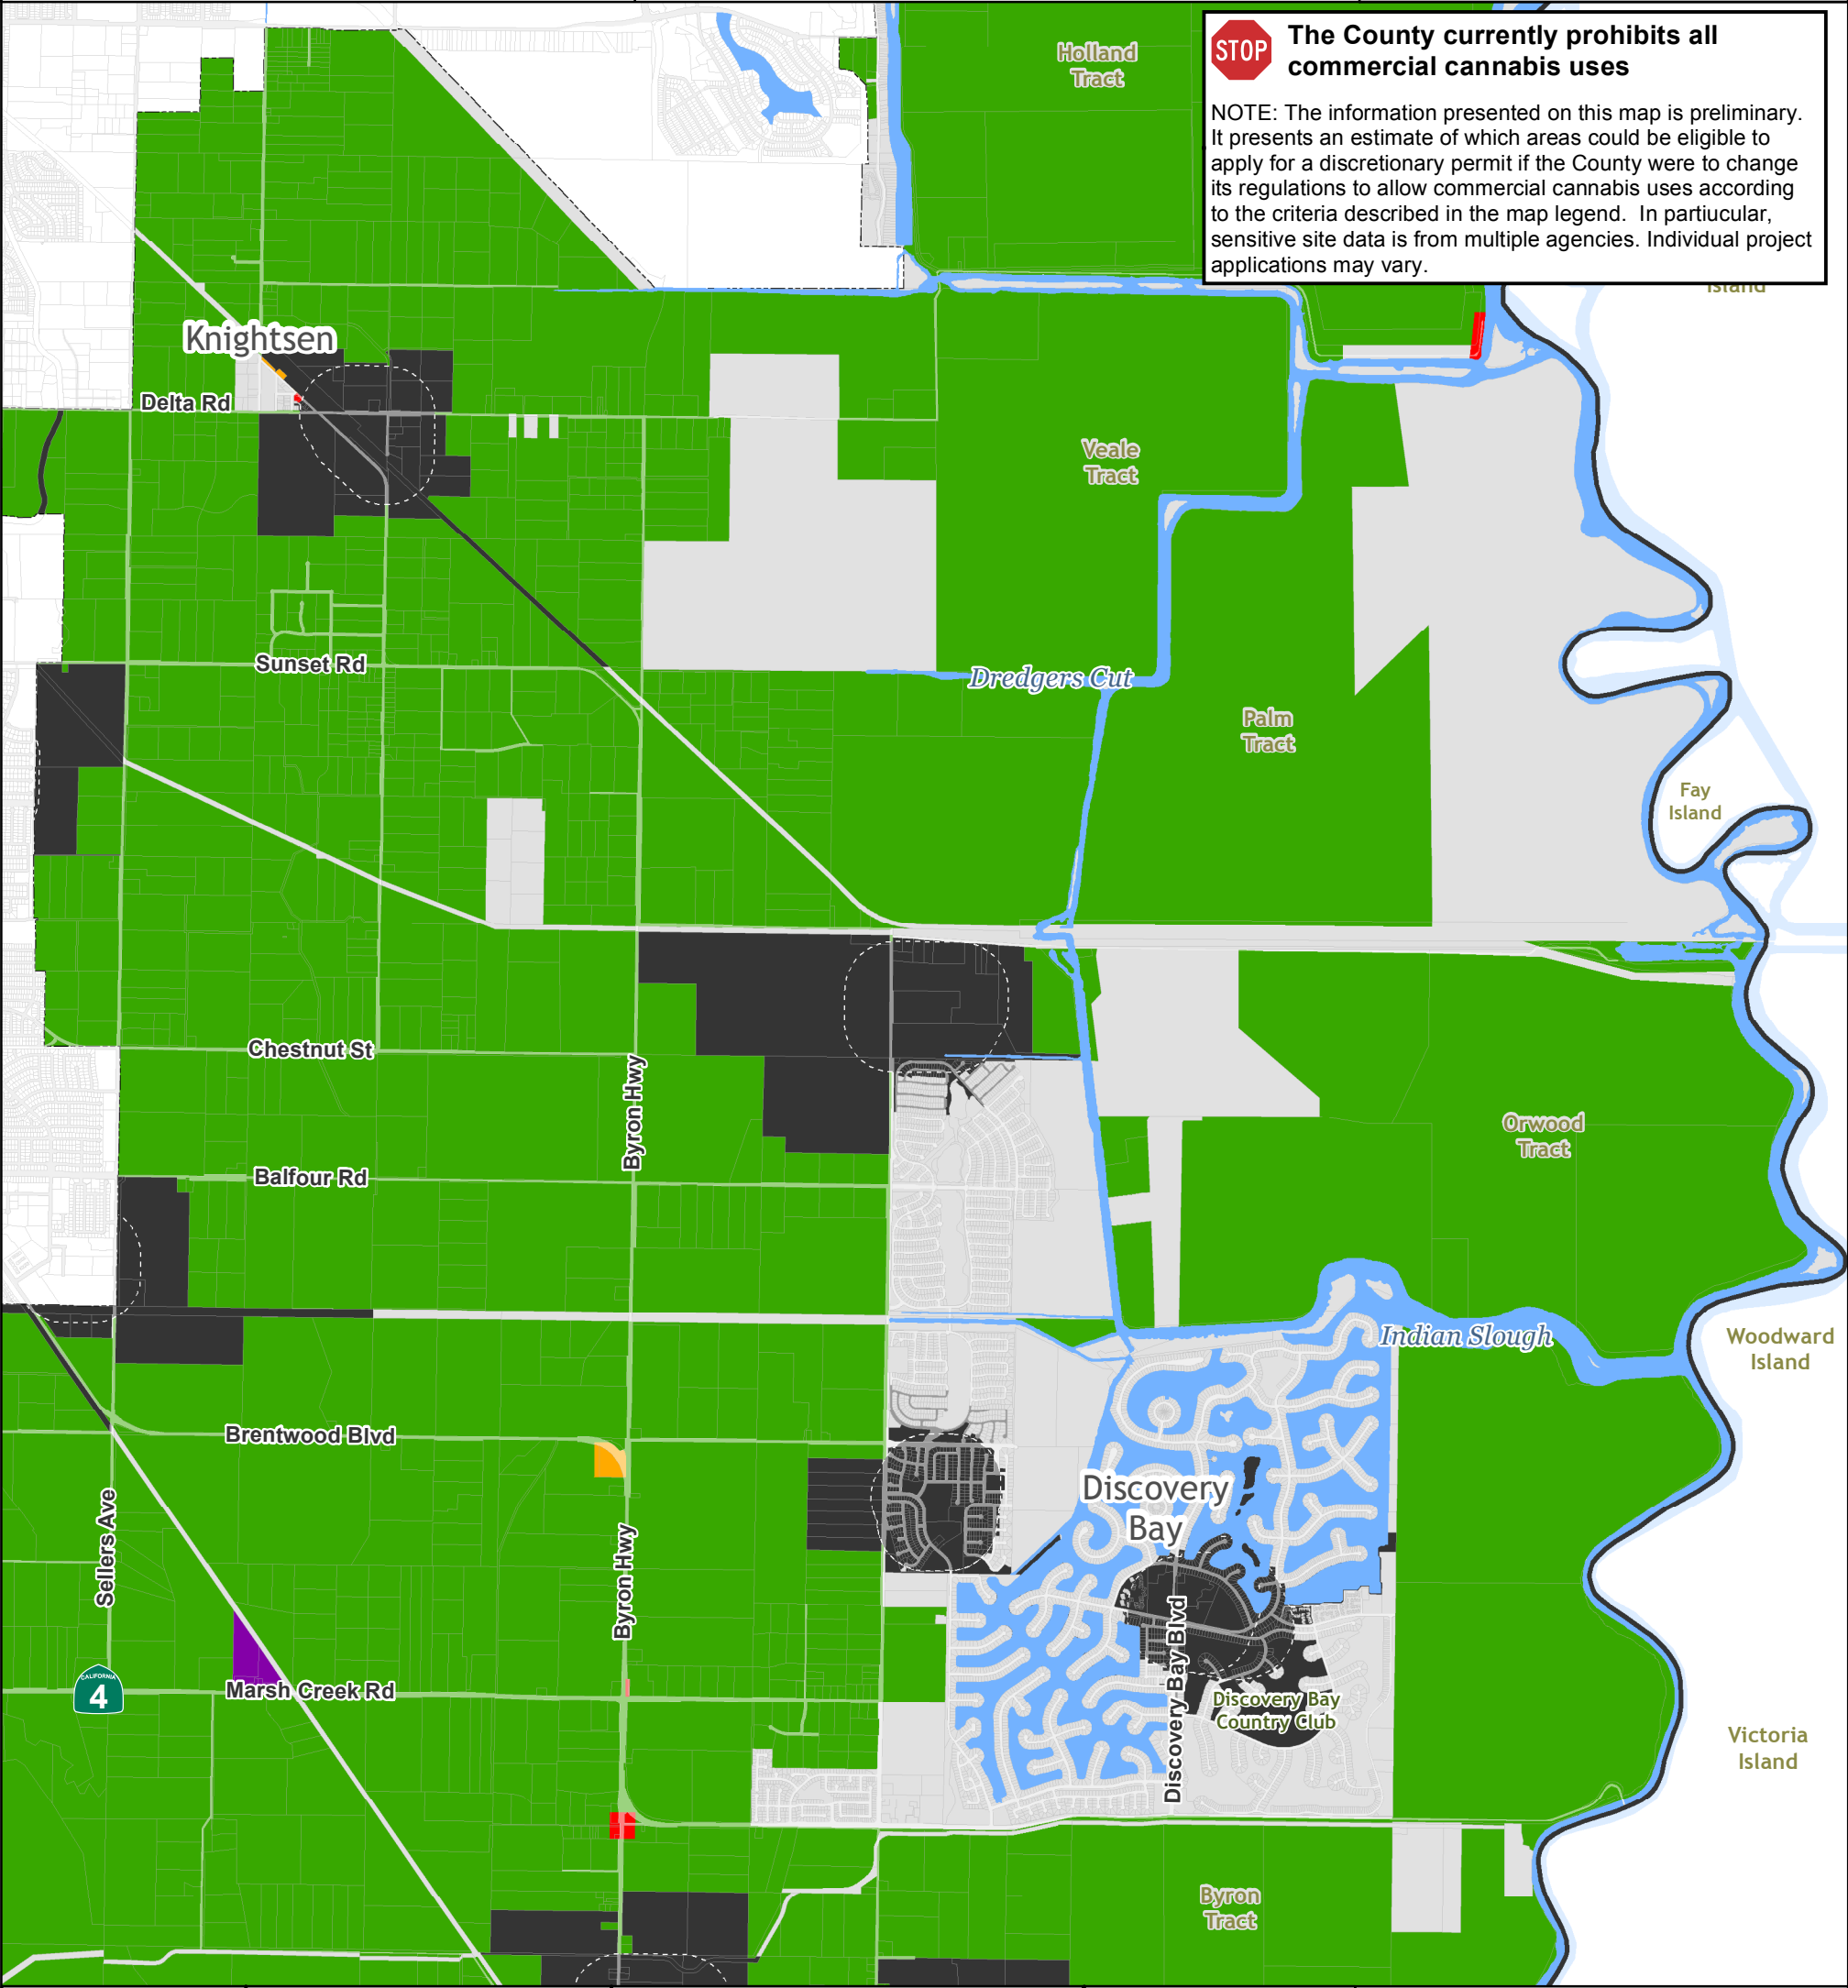 STOP
The County currently prohibits all
commercial cannabis uses
NOTE: The information presented on this map is preliminary.
It presents an estimate of which areas could be eligible to
apply for a discretionary permit if the County were to change
its regulations to allow commercial cannabis uses according
to the criteria described in the map legend.  In partiucular,
sensitive site data is from multiple agencies. Individual project
applications may vary.
Holland
Tract
Island
Knightsen
Delta Rd
Veale
Tract
Sunset Rd
Dredgers Cut
Palm
Tract
Fay
Island
Chestnut St
Byron Hwy
Orwood
Tract
Balfour Rd
Indian Slough
Woodward
Island
Brentwood Blvd
Sellers Ave
Byron Hwy
Discovery
Bay
Discovery Bay Blvd
CALIFORNIA
4
Marsh Creek Rd
Discovery Bay
Country Club
Victoria
Island
Byron
Tract